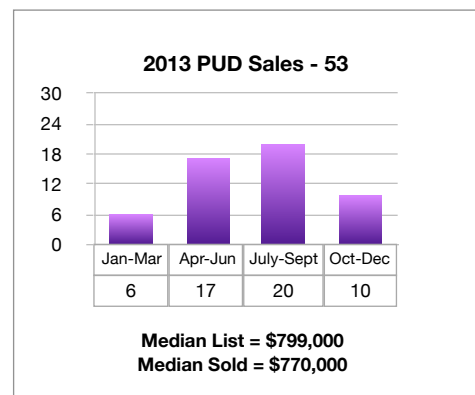 2013 PUD Sales - 53
30
24
18
12
6
0
Jan-Mar Apr-Jun July-Sept Oct-Dec
6 17 20 10
Median List = $799,000
Median Sold = $770,000